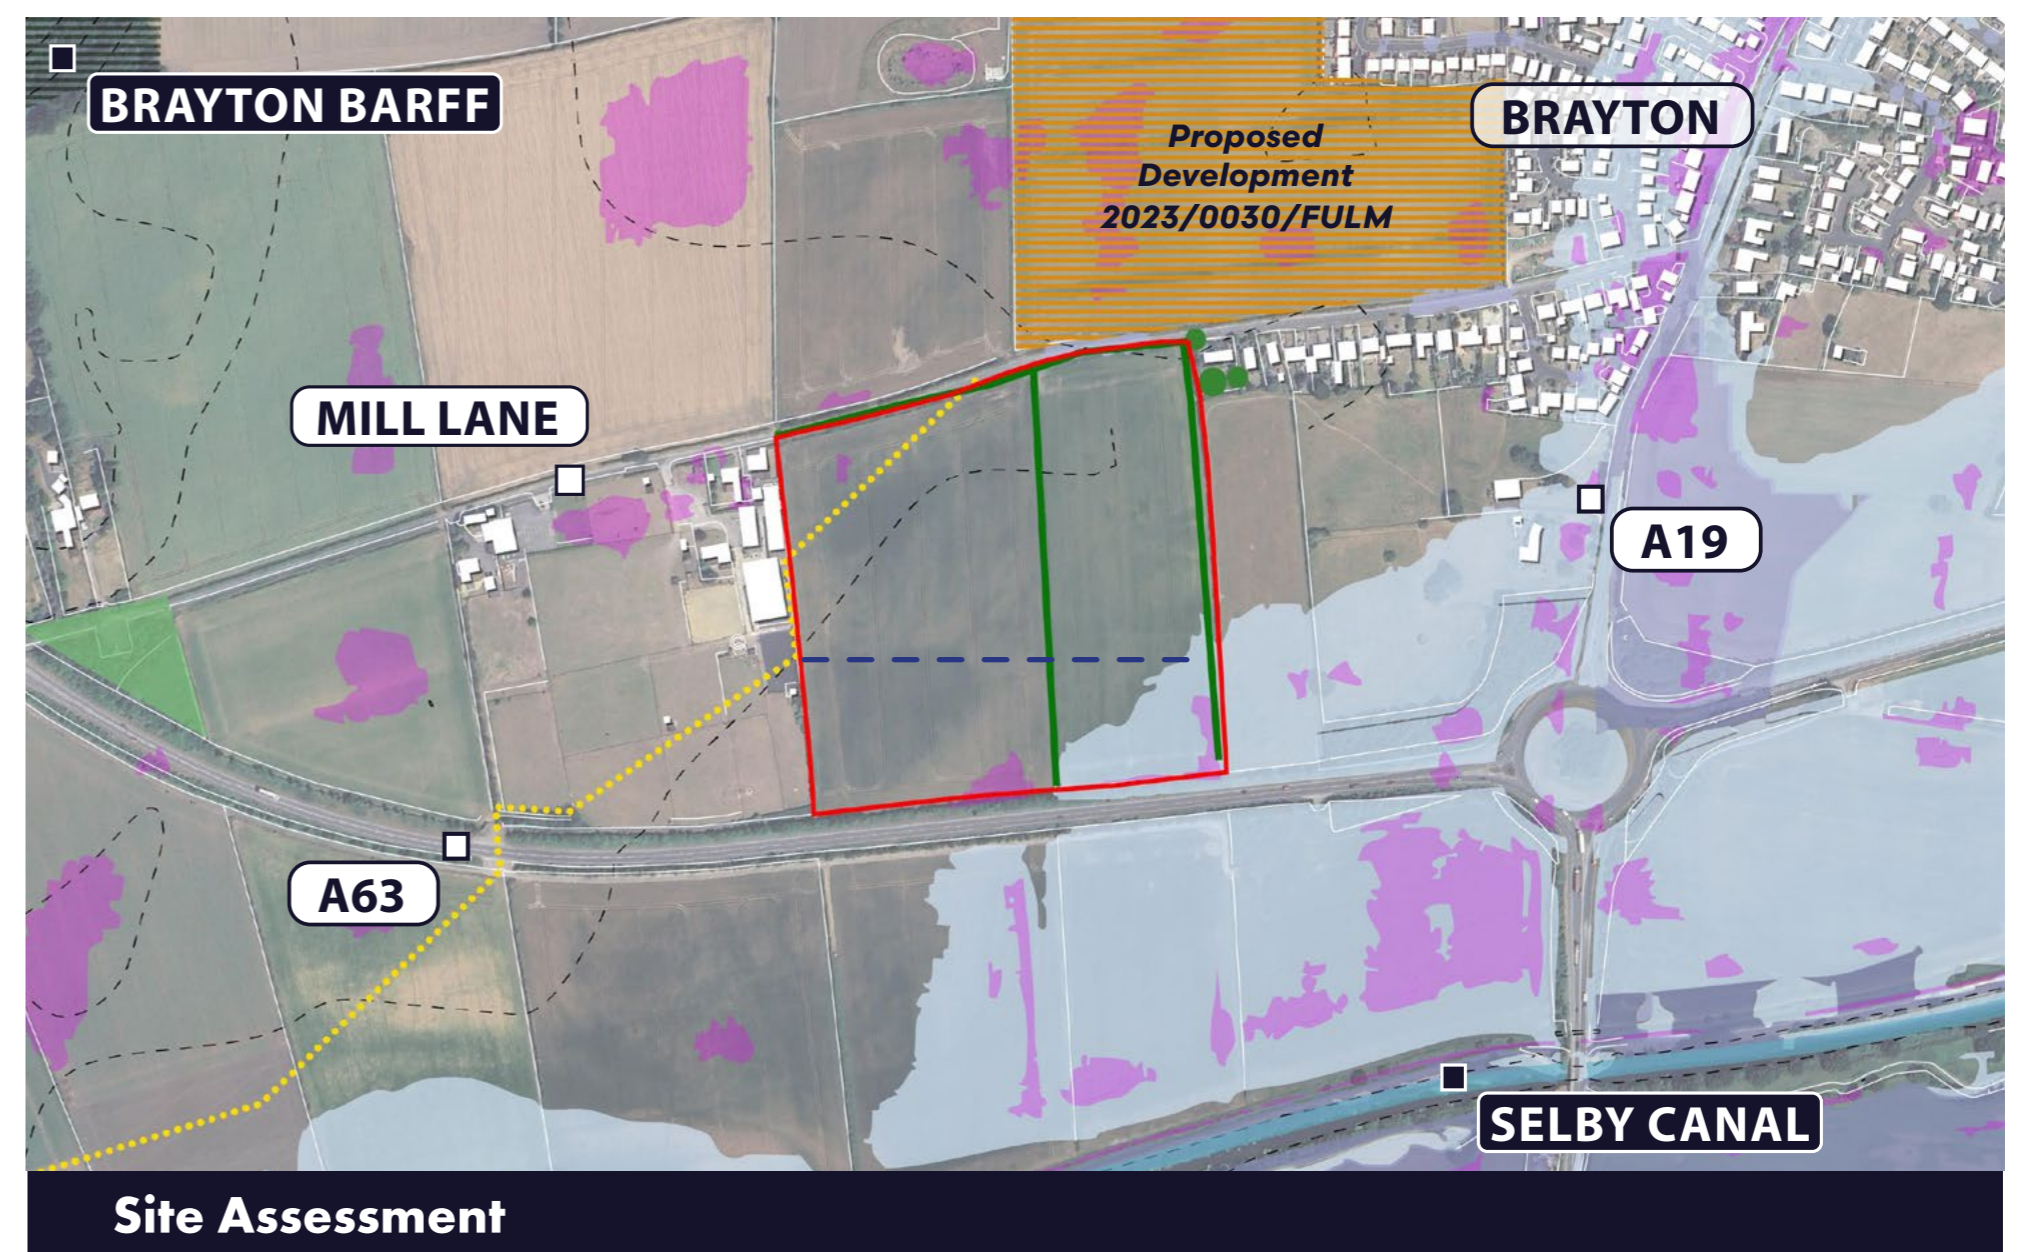 BRAYTON BARFF
BRAYTON
Proposed
Development
2023/0030/FULM
MILL LANE
A19
A63
SELBY CANAL
Site Assessment